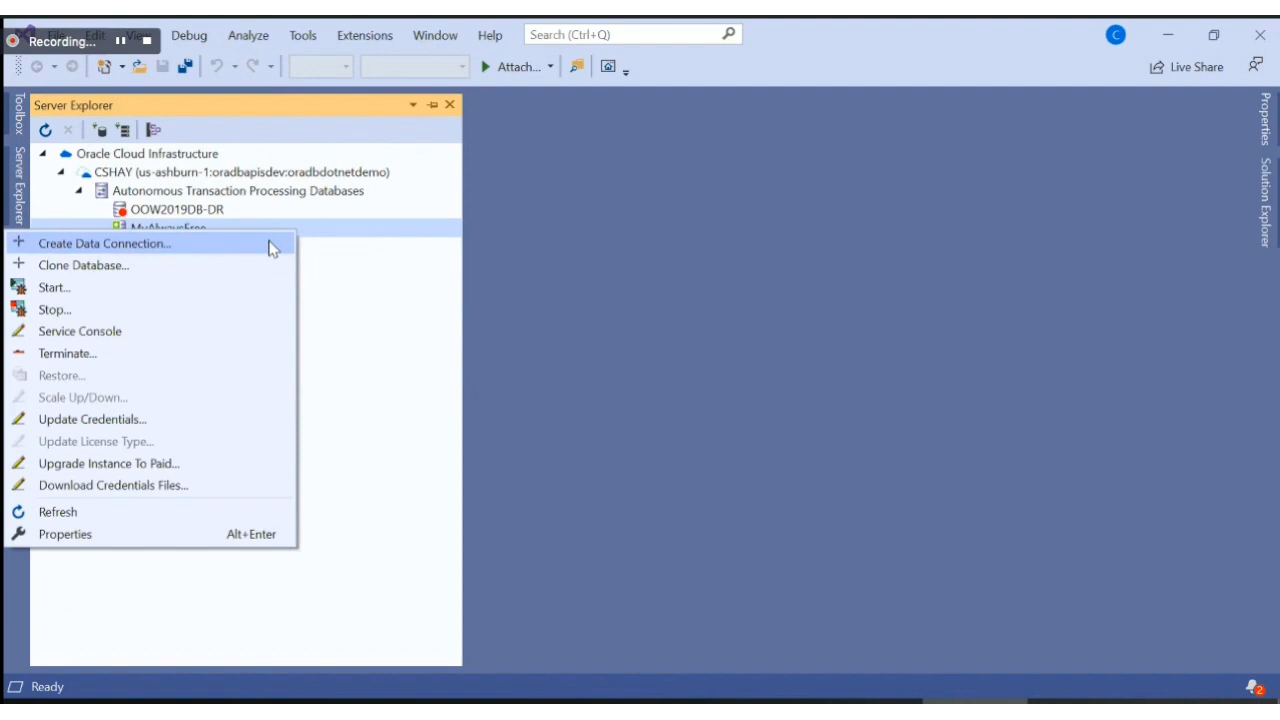 Recording...
Debug Analyze Tools Extensions Window Help Search (Ctrl+Q) C
Attach... Live Share
Toolbox
Server Explorer
Server Explorer
Oracle Cloud Infrastructure
CSHAY (us-ashburn-1:oradbapisdev:oradbdotnetdemo)
Autonomous Transaction Processing Databases
OOW2019DB-DR
MyAlwaysFree
Create Data Connection...
Clone Database...
Start...
Stop...
Service Console
Terminate...
Restore...
Scale Up/Down...
Update Credentials...
Update License Type...
Upgrade Instance To Paid...
Download Credentials Files...
Refresh
Properties Alt+Enter
Properties
Solution Explorer
Ready 2